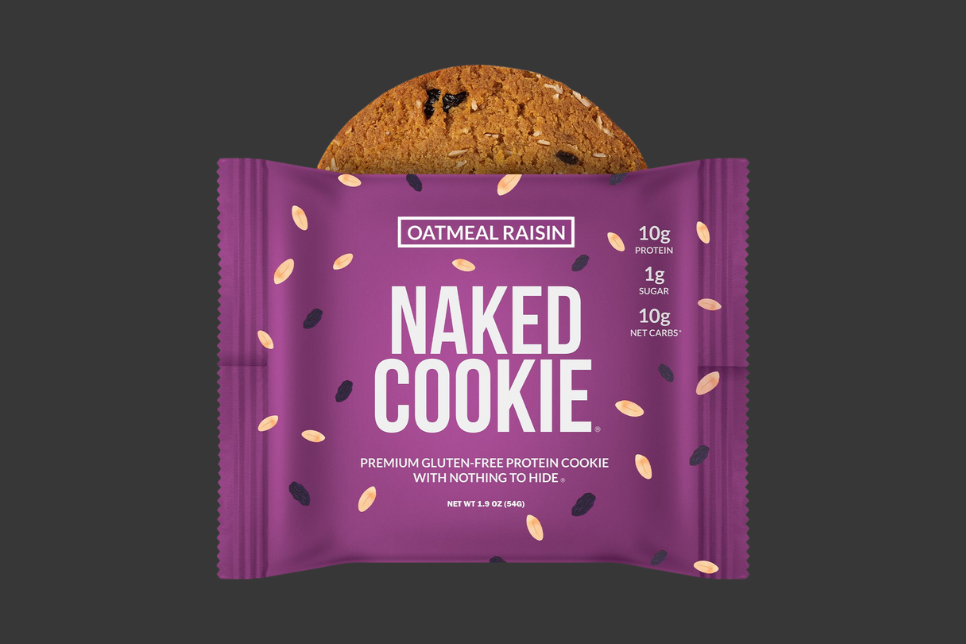 OATMEAL RAISIN
10g
PROTEIN
1g
SUGAR
10g
NET CARBS*
NAKED
COOKIE®
PREMIUM GLUTEN-FREE PROTEIN COOKIE
WITH NOTHING TO HIDE®
NET WT 1.9 OZ (54G)